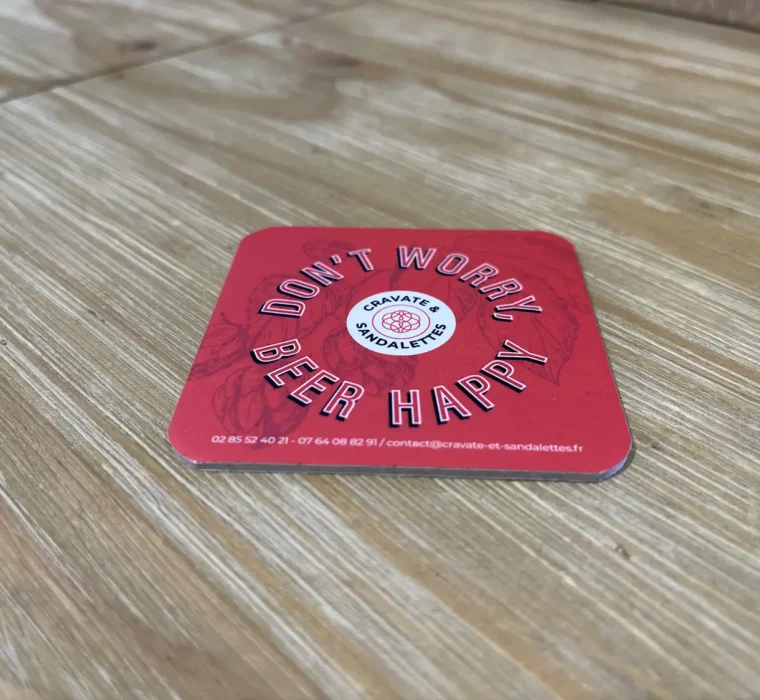 DON'T WORRY,
CRAVATE &
SANDALETTES
BEER HAPPY
02 85 52 40 21 - 07 64 08 82 91 / contact@cravate-et-sandalettes.fr